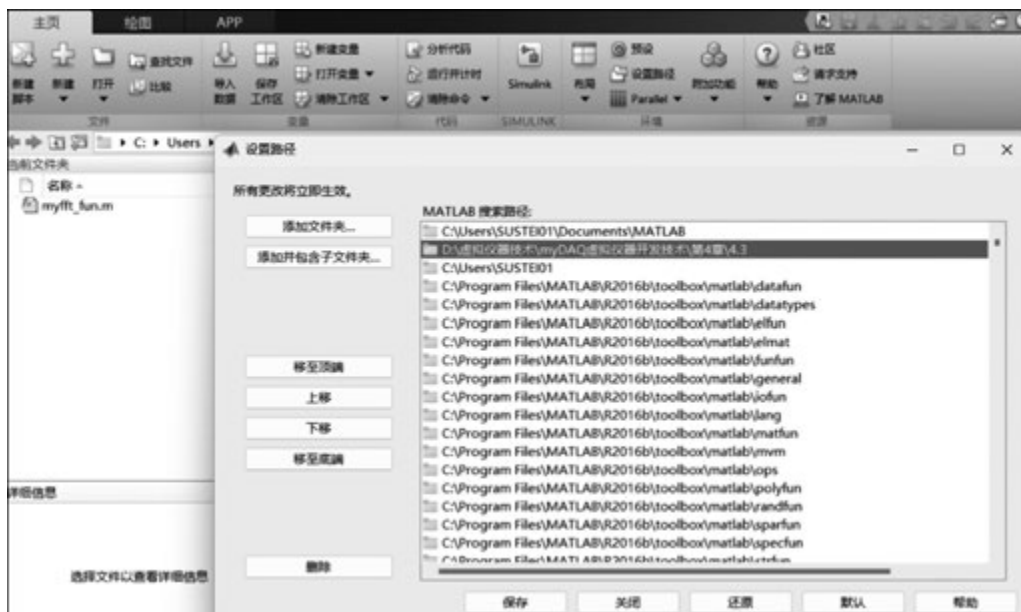 主页 绘图 APP
新建脚本 新建 打开 查找文件 比较
导入数据 保存工作区 新建变量 打开变量 清除工作区
分析代码 运行并计时 清除命令
Simulink
布局 预设 设置路径 Parallel 附加功能
帮助 社区 请求支持 了解 MATLAB
文件 变量 代码 SIMULINK 环境 资源
C: Users
当前文件夹
名称
myfft_fun.m
详细信息
选择文件以查看详细信息
设置路径
所有更改将立即生效。
添加文件夹...
添加并包含子文件夹...
移至顶端
上移
下移
移至底端
删除
MATLAB 搜索路径:
C:\Users\SUSTEI01\Documents\MATLAB
D:\虚拟仪器技术\myDAQ虚拟仪器开发技术\第4章\4.3
C:\Users\SUSTEI01
C:\Program Files\MATLAB\R2016b\toolbox\matlab\datafun
C:\Program Files\MATLAB\R2016b\toolbox\matlab\datatypes
C:\Program Files\MATLAB\R2016b\toolbox\matlab\elfun
C:\Program Files\MATLAB\R2016b\toolbox\matlab\elmat
C:\Program Files\MATLAB\R2016b\toolbox\matlab\funfun
C:\Program Files\MATLAB\R2016b\toolbox\matlab\general
C:\Program Files\MATLAB\R2016b\toolbox\matlab\iofun
C:\Program Files\MATLAB\R2016b\toolbox\matlab\lang
C:\Program Files\MATLAB\R2016b\toolbox\matlab\matfun
C:\Program Files\MATLAB\R2016b\toolbox\matlab\mvm
C:\Program Files\MATLAB\R2016b\toolbox\matlab\ops
C:\Program Files\MATLAB\R2016b\toolbox\matlab\polyfun
C:\Program Files\MATLAB\R2016b\toolbox\matlab\randfun
C:\Program Files\MATLAB\R2016b\toolbox\matlab\sparfun
C:\Program Files\MATLAB\R2016b\toolbox\matlab\specfun
C:\Program Files\MATLAB\R2016b\toolbox\matlab\strfun
保存 关闭 还原 默认 帮助